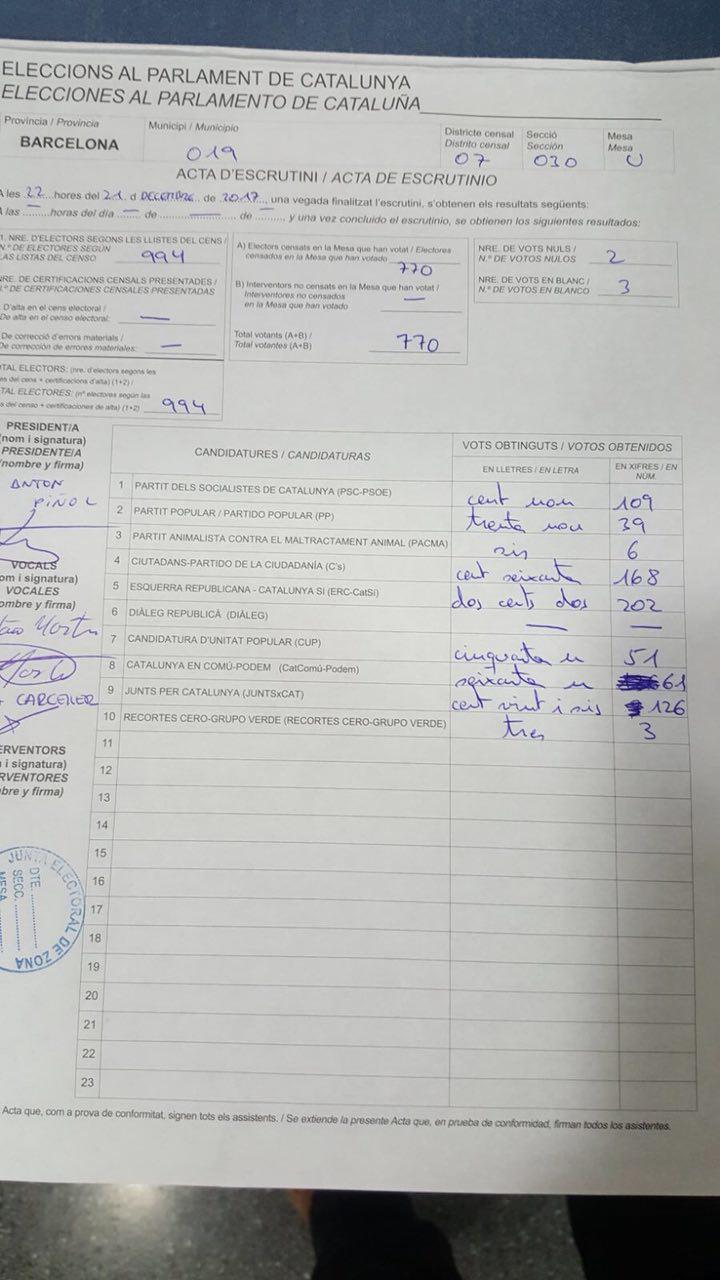 ELECCIONS AL PARLAMENT DE CATALUNYA
ELECCIONES AL PARLAMENTO DE CATALUÑA
Província / Provincia
BARCELONA
Municipi / Municipio
019
Districte censal
Distrito censal
07
Secció
Sección
030
Mesa
Mesa
U
ACTA D'ESCRUTINI / ACTA DE ESCRUTINIO
A les 22 hores del 21 d DECEMBRE de 2017, una vegada finalitzat l'escrutini, s'obtenen els resultats següents:
A las ........ horas del día — de — de ........, y una vez concluido el escrutinio, se obtienen los siguientes resultados:
1. NRE. D'ELECTORS SEGONS LES LLISTES DEL CENS /
N.º DE ELECTORES SEGÚN
LAS LISTAS DEL CENSO 994
NRE. DE CERTIFICACIONS CENSALS PRESENTADES /
N.º DE CERTIFICACIONES CENSALES PRESENTADAS
D'alta en el cens electoral /
De alta en el censo electoral: —
De correcció d'errors materials /
De corrección de errores materiales: —
TAL ELECTORS: (nre. d'electors segons les
es del cens + certificacions d'alta) (1+2) /
TAL ELECTORES: (nº electores según las
s del censo + certificaciones de alta) (1+2) 994
A) Electors censats en la Mesa que han votat / Electores
censados en la Mesa que han votado 770
B) Interventors no censats en la Mesa que han votat /
Interventores no censados
en la Mesa que han votado —
Total votants (A+B) /
Total votantes (A+B) 770
NRE. DE VOTS NULS /
N.º DE VOTOS NULOS 2
NRE. DE VOTS EN BLANC /
N.º DE VOTOS EN BLANCO 3
PRESIDENT/A
(nom i signatura)
PRESIDENTE/A
(nombre y firma)
ANTON
PIÑOL
VOCALS
om i signatura)
VOCALES
ombre y firma)
CARCELLER
ERVENTORS
i signatura)
RVENTORES
bre y firma)
JUNTA ELECTORAL DE ZONA
DTE.
SECC.
MESA
CANDIDATURES / CANDIDATURAS
VOTS OBTINGUTS / VOTOS OBTENIDOS
EN LLETRES / EN LETRA
EN XIFRES / EN NÚM.
1 PARTIT DELS SOCIALISTES DE CATALUNYA (PSC-PSOE) cent nou 109
2 PARTIT POPULAR / PARTIDO POPULAR (PP) trenta nou 39
3 PARTIT ANIMALISTA CONTRA EL MALTRACTAMENT ANIMAL (PACMA) sis 6
4 CIUTADANS-PARTIDO DE LA CIUDADANÍA (C's) cent seixanta 168
5 ESQUERRA REPUBLICANA - CATALUNYA SÍ (ERC-CatSí) dos cents dos 202
6 DIÀLEG REPUBLICÀ (DIÀLEG) — —
7 CANDIDATURA D'UNITAT POPULAR (CUP) cinquanta u 51
8 CATALUNYA EN COMÚ-PODEM (CatComú-Podem) seixanta u 61
9 JUNTS PER CATALUNYA (JUNTSxCAT) cent vint i sis 126
10 RECORTES CERO-GRUPO VERDE (RECORTES CERO-GRUPO VERDE) tres 3
11
12
13
14
15
16
17
18
19
20
21
22
23
Acta que, com a prova de conformitat, signen tots els assistents. / Se extiende la presente Acta que, en prueba de conformidad, firman todos los asistentes.